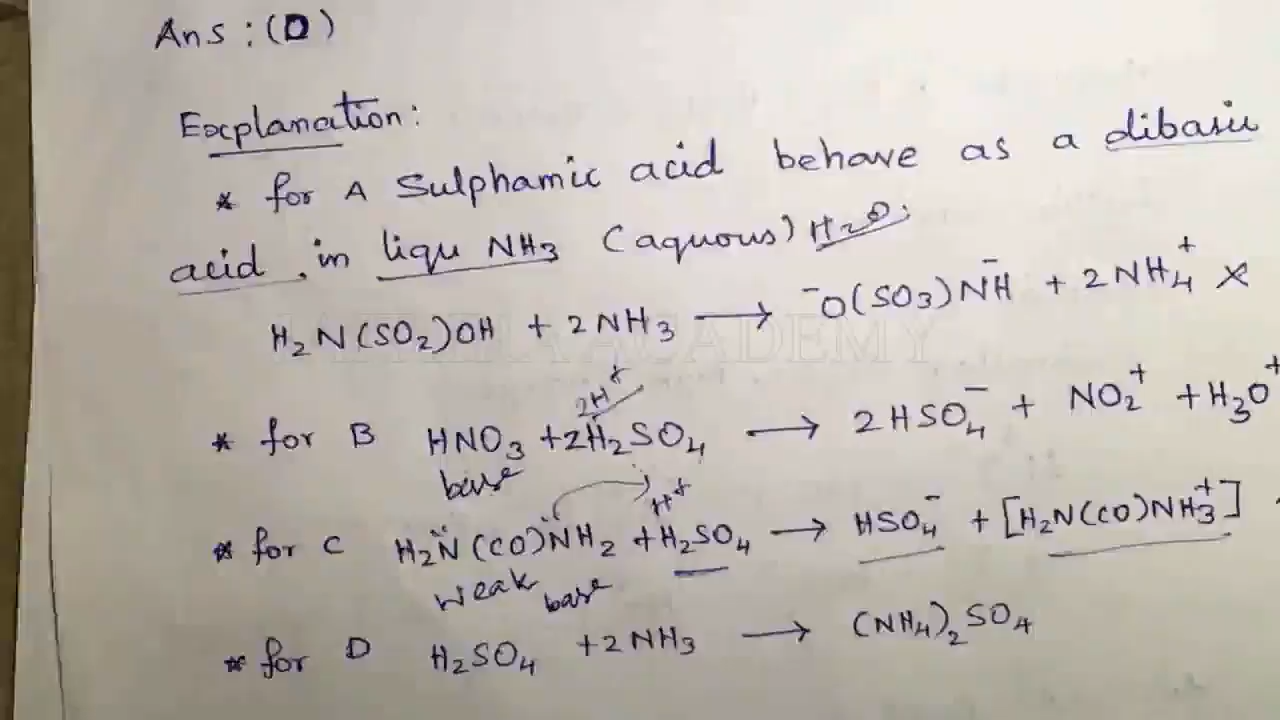 Ans : (D)
Explanation:
* for A Sulphamic acid behave as a dibasic
acid, in liqu NH3 (aquous) H2O.
H2N(SO2)OH + 2NH3 ⟶ ⁻O(SO3)N̄H + 2NH4⁺ ×
2H⁺
* for B HNO3 + 2H2SO4 ⟶ 2HSO4⁻ + NO2⁺ + H3O⁺
base
H⁺
* for C H2N̈(CO)N̈H2 + H2SO4 ⟶ HSO4⁻ + [H2N(CO)NH3⁺]
weak base
* for D H2SO4 + 2NH3 ⟶ (NH4)2SO4